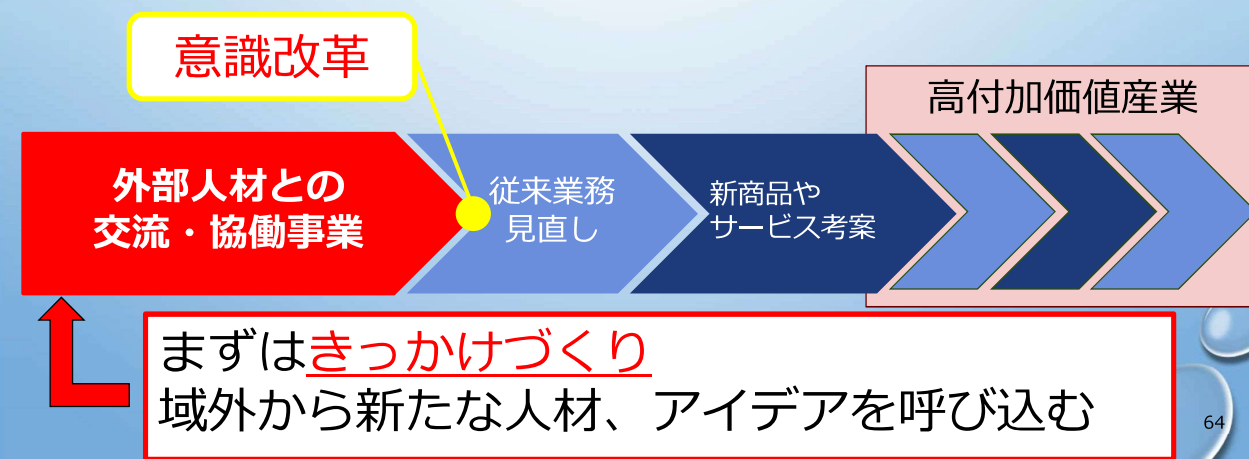 意識改革
高付加価値産業
外部人材との
交流・協働事業
従来業務
見直し
新商品や
サービス考案
まずはきっかけづくり
域外から新たな人材、アイデアを呼び込む
64